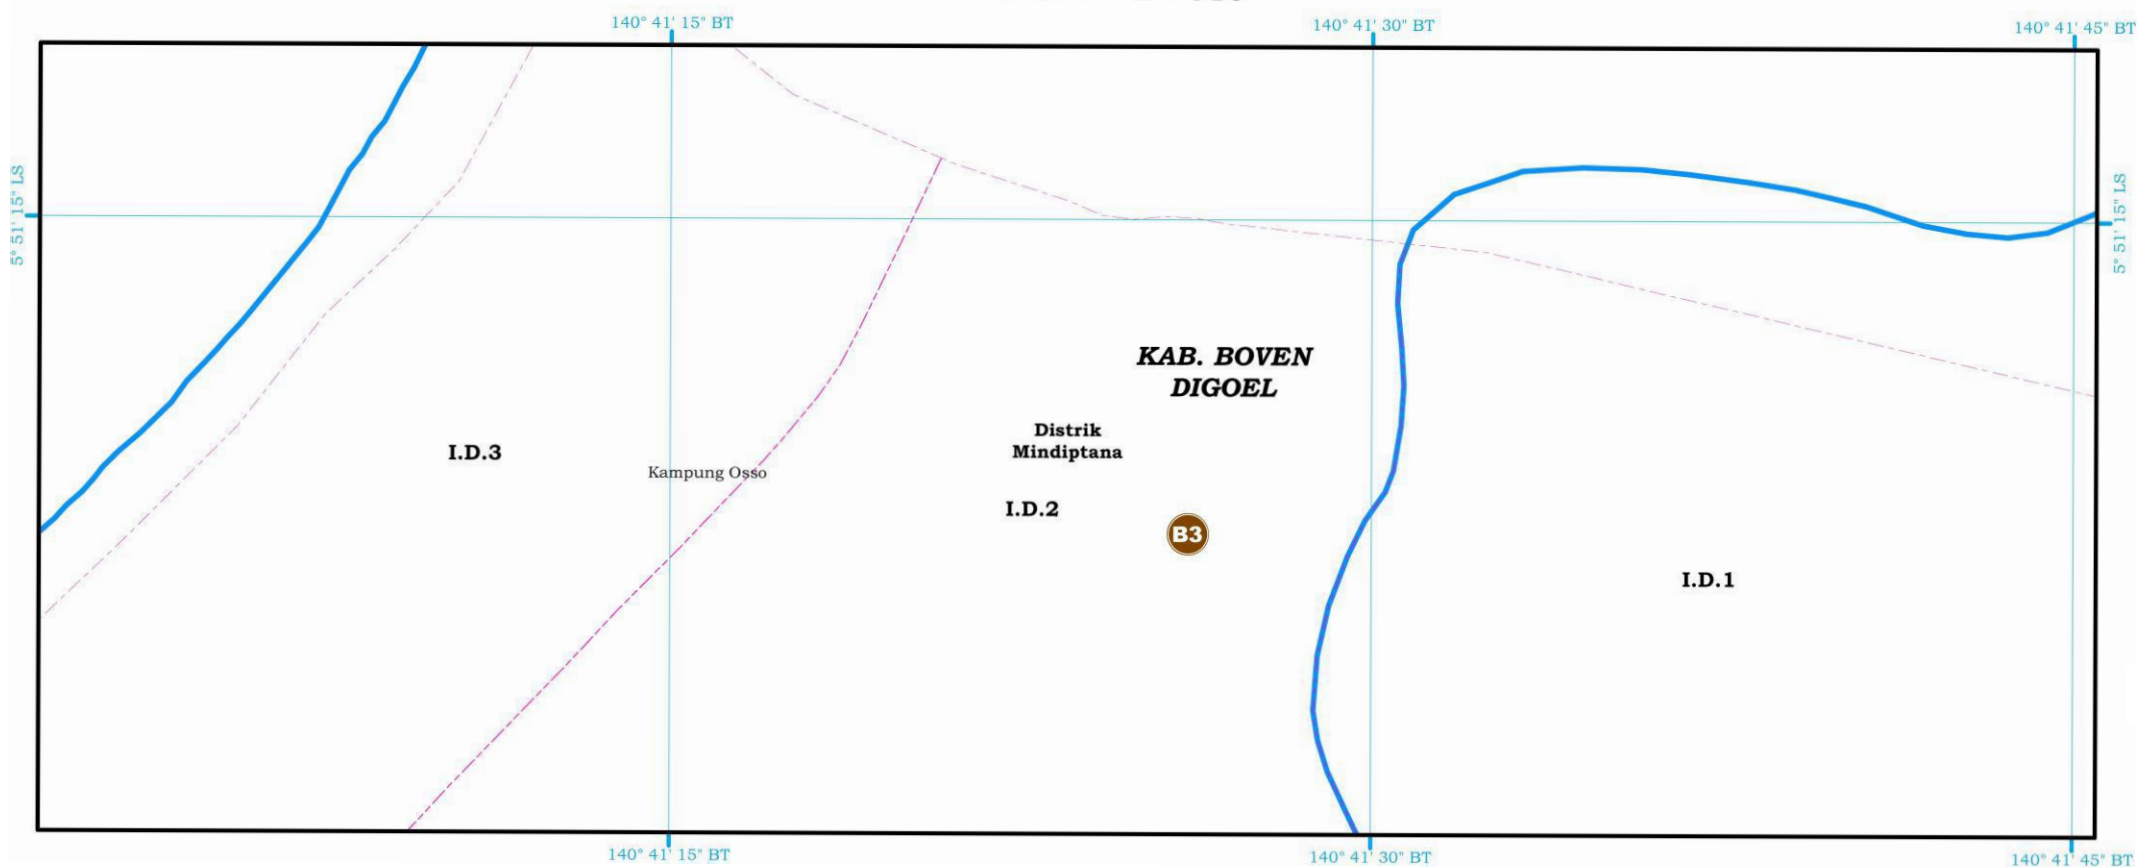 140° 41' 15" BT
140° 41' 30" BT
140° 41' 45" BT
5° 51' 15" LS
5° 51' 15" LS
KAB. BOVEN
DIGOEL
Distrik
Mindiptana
I.D.3
Kampung Osso
I.D.2
B3
I.D.1
140° 41' 15" BT
140° 41' 30" BT
140° 41' 45" BT